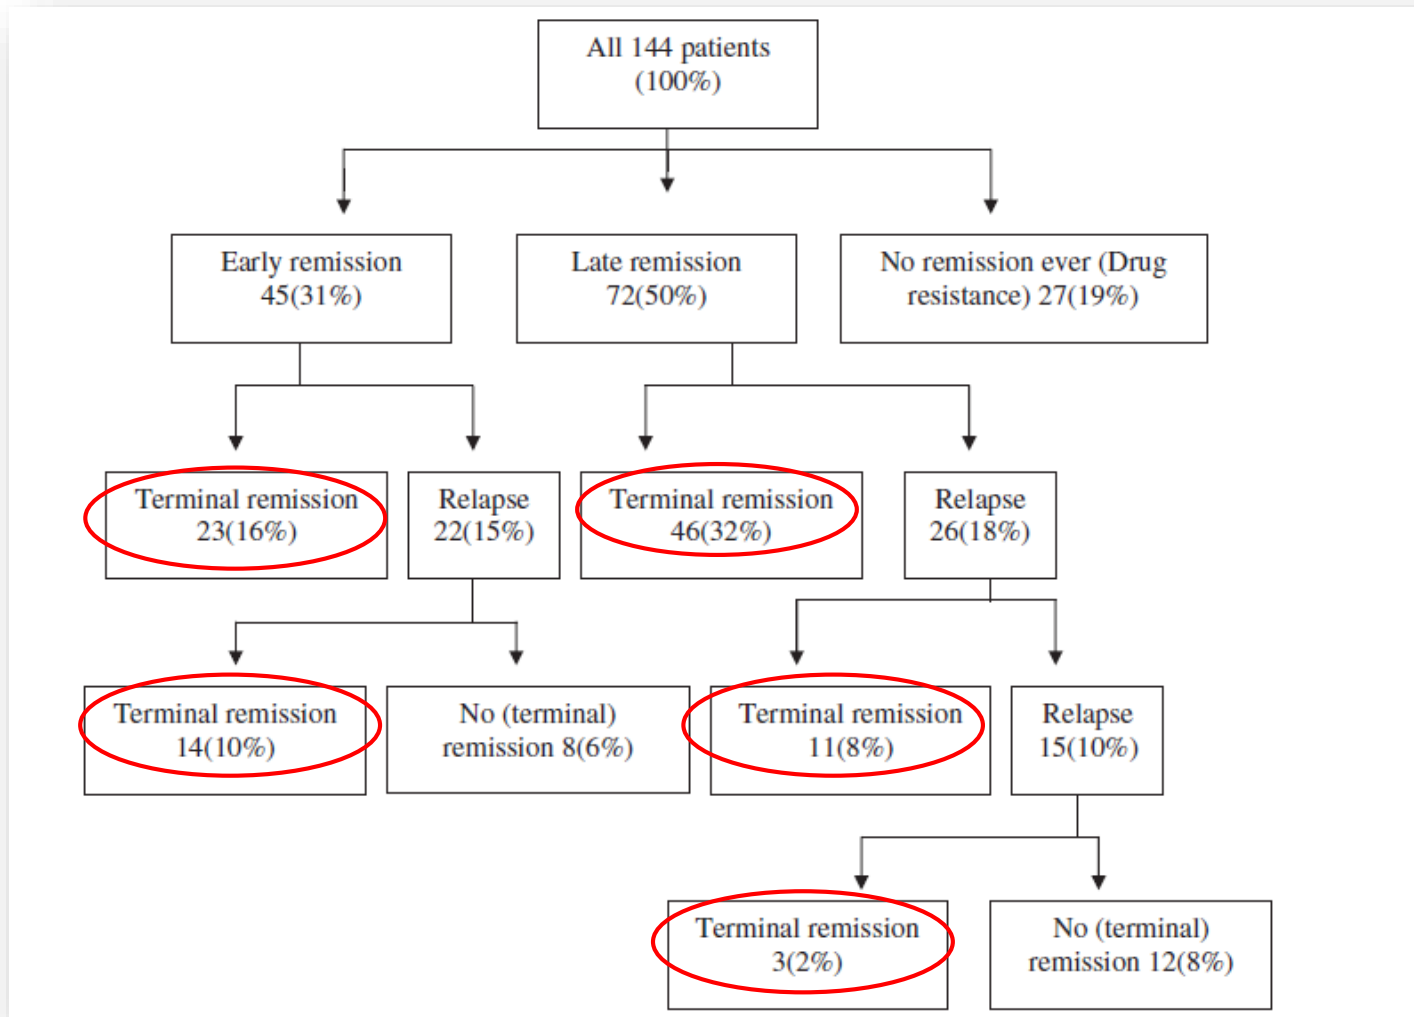 All 144 patients
(100%)
Early remission
45(31%)
Late remission
72(50%)
No remission ever (Drug
resistance) 27(19%)
Terminal remission
23(16%)
Relapse
22(15%)
Terminal remission
46(32%)
Relapse
26(18%)
Terminal remission
14(10%)
No (terminal)
remission 8(6%)
Terminal remission
11(8%)
Relapse
15(10%)
Terminal remission
3(2%)
No (terminal)
remission 12(8%)